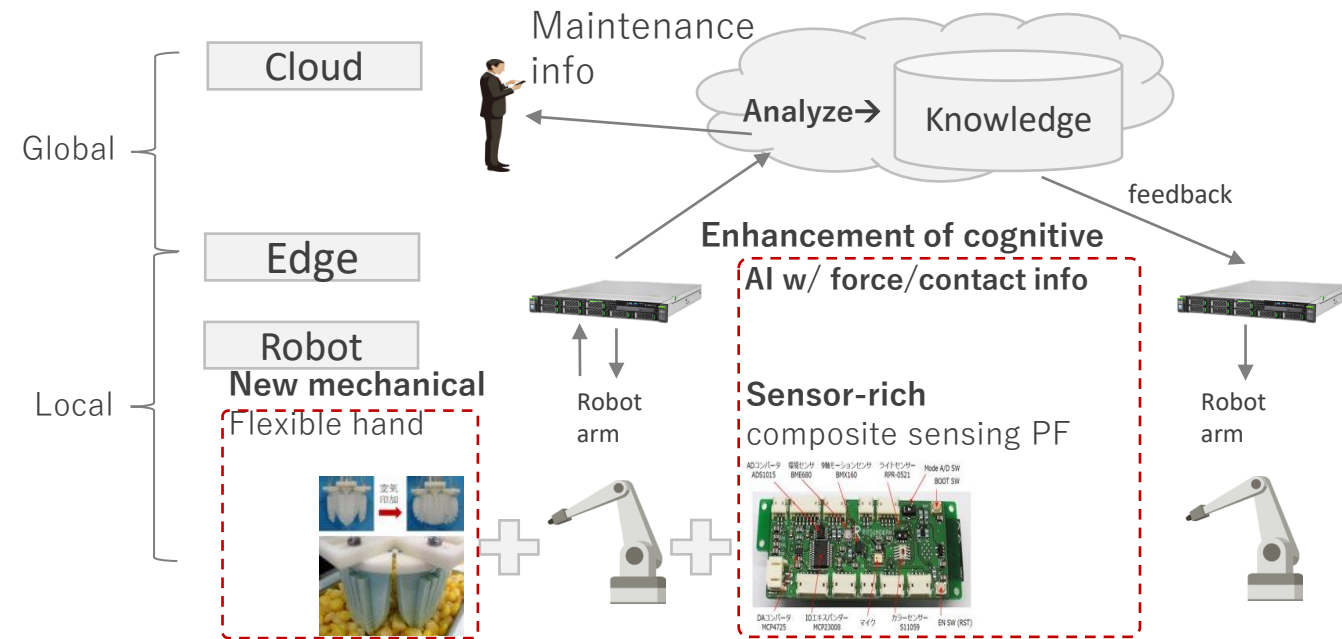 Maintenance
info
Cloud
Analyze→
Knowledge
Global
feedback
Enhancement of cognitive
AI w/ force/contact info
Edge
Robot
New mechanical
Flexible hand
Local
Robot
arm
Sensor-rich
composite sensing PF
Robot
arm
ADコンバータ
ADS1015
環境センサ
BME680
9軸モーションセンサ
BMX160
ライトセンサー
RPR-0521
Mode A/D SW
BOOT SW
空気
印加
DAコンバータ
MCP4725
IOエキスパンダー
MCP23008
マイク
カラーセンサー
S11059
EN SW (RST)